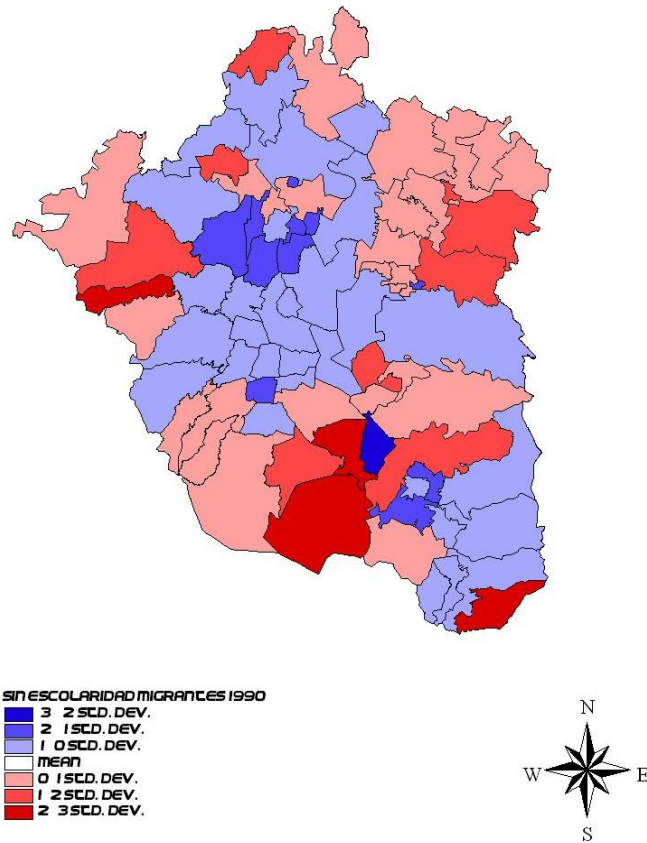 SIN ESCOLARIDAD MIGRANTES 1990
3 2 STD. DEV.
2 1 STD. DEV.
1 0 STD. DEV.
MEAN
0 1 STD. DEV.
1 2 STD. DEV.
2 3 STD. DEV.
N
W E
S